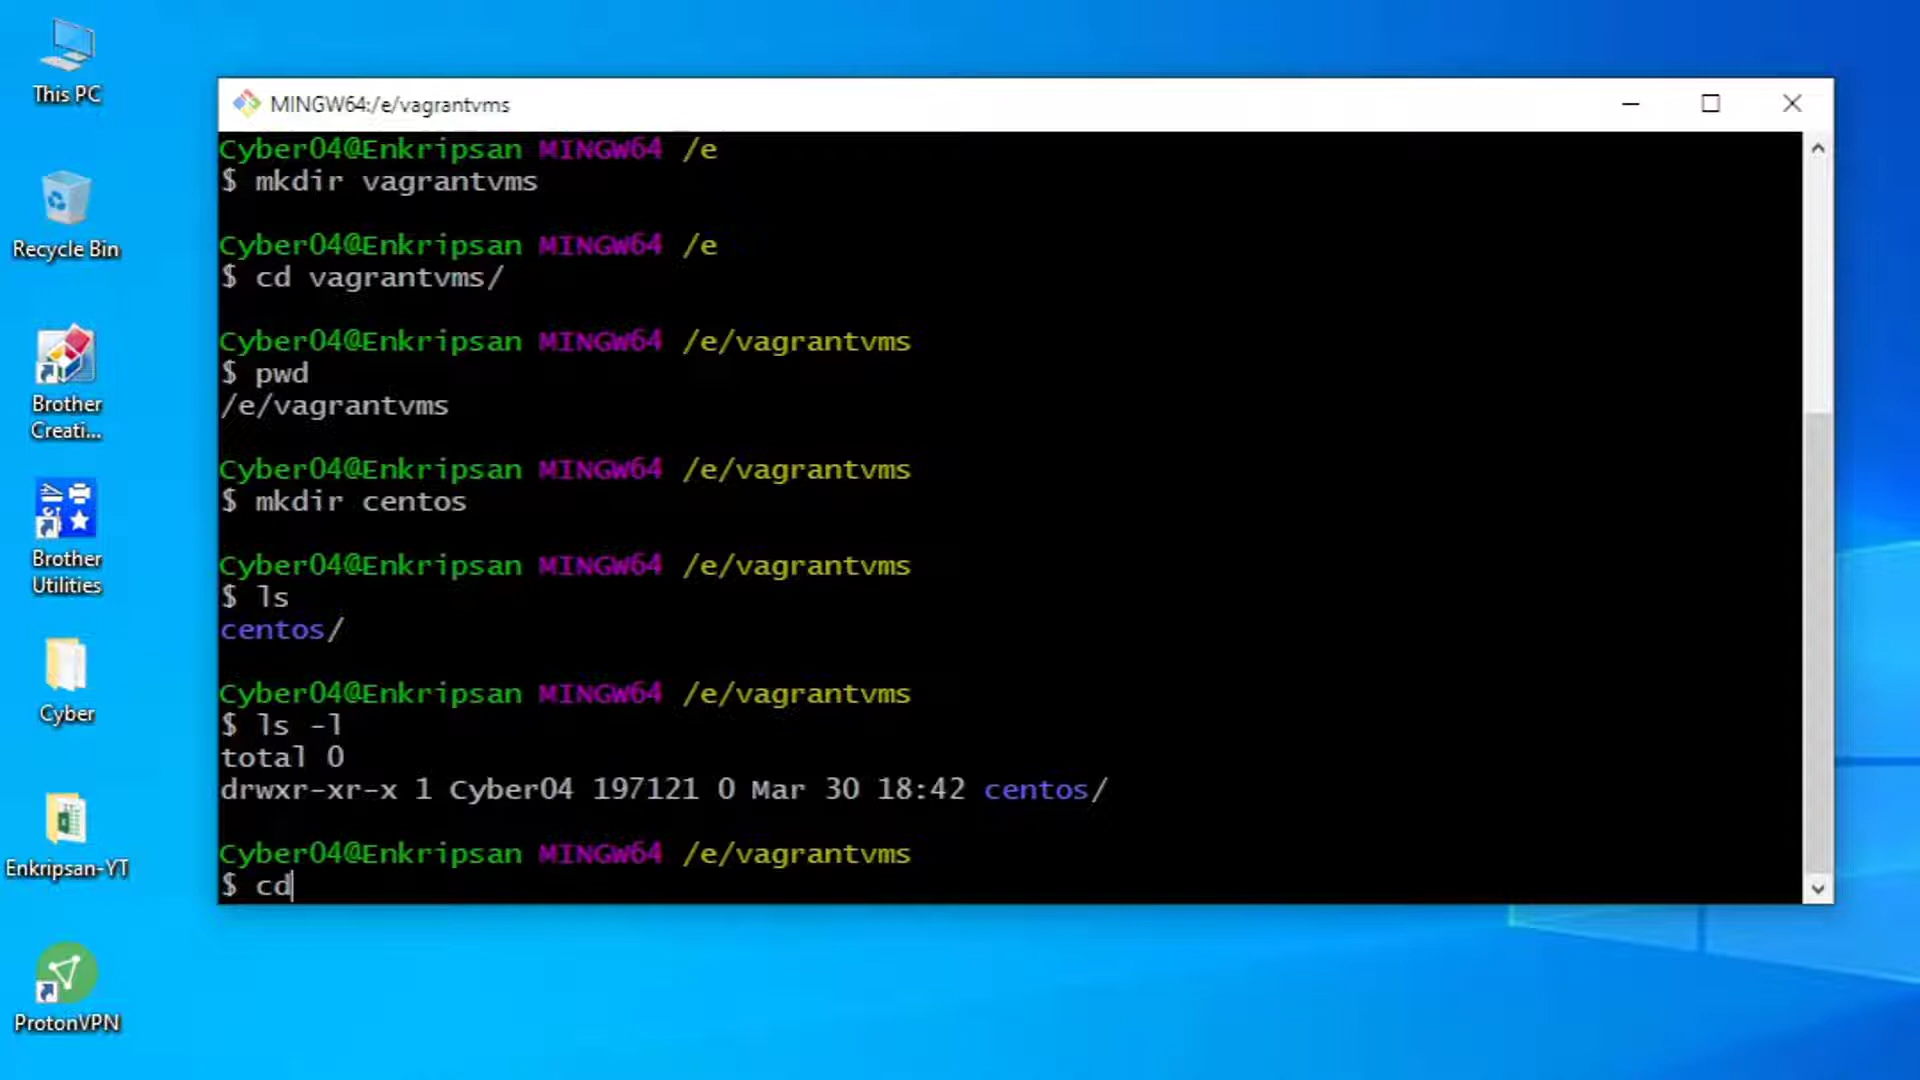 This PC
Recycle Bin
Brother
Creati...
Brother
Utilities
Cyber
Enkripsan-YT
ProtonVPN
MINGW64:/e/vagrantvms
Cyber04@Enkripsan MINGW64 /e
$ mkdir vagrantvms
Cyber04@Enkripsan MINGW64 /e
$ cd vagrantvms/
Cyber04@Enkripsan MINGW64 /e/vagrantvms
$ pwd
/e/vagrantvms
Cyber04@Enkripsan MINGW64 /e/vagrantvms
$ mkdir centos
Cyber04@Enkripsan MINGW64 /e/vagrantvms
$ ls
centos/
Cyber04@Enkripsan MINGW64 /e/vagrantvms
$ ls -l
total 0
drwxr-xr-x 1 Cyber04 197121 0 Mar 30 18:42 centos/
Cyber04@Enkripsan MINGW64 /e/vagrantvms
$ cd